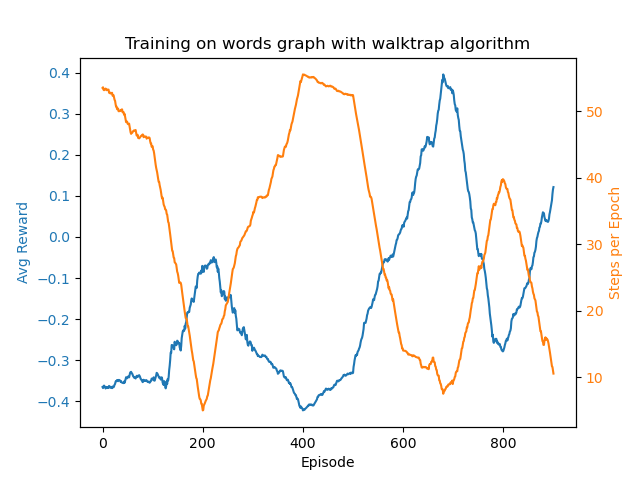 Training on words graph with walktrap algorithm
0.4
0.3
0.2
0.1
0.0
−0.1
−0.2
−0.3
−0.4
Avg Reward
50
40
30
20
10
Steps per Epoch
0 200 400 600 800
Episode